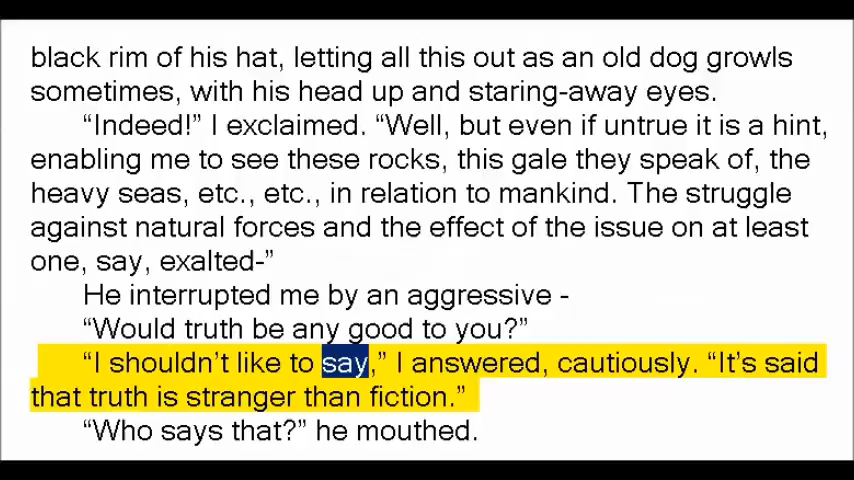 black rim of his hat, letting all this out as an old dog growls
sometimes, with his head up and staring-away eyes.
“Indeed!” I exclaimed. “Well, but even if untrue it is a hint,
enabling me to see these rocks, this gale they speak of, the
heavy seas, etc., etc., in relation to mankind. The struggle
against natural forces and the effect of the issue on at least
one, say, exalted-”
He interrupted me by an aggressive -
“Would truth be any good to you?”
“I shouldn’t like to say,” I answered, cautiously. “It’s said
that truth is stranger than fiction.”
“Who says that?” he mouthed.